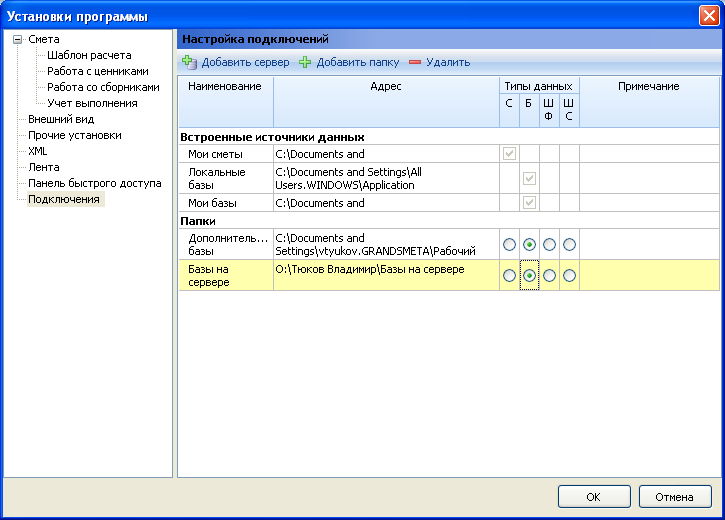 Установки программы
Смета
Шаблон расчета
Работа с ценниками
Работа со сборниками
Учет выполнения
Внешний вид
Прочие установки
XML
Лента
Панель быстрого доступа
Подключения
Настройка подключений
Добавить сервер Добавить папку Удалить
Наименование Адрес Типы данных Примечание
С Б Ш Ф Ш С
Встроенные источники данных
Мои сметы C:\Documents and
Локальные базы C:\Documents and Settings\All
Users.WINDOWS\Application
Мои базы C:\Documents and
Папки
Дополнитель... базы C:\Documents and
Settings\vtyukov.GRANDSMETA\Рабочий
Базы на сервере O:\Тюков Владимир\Базы на сервере
OK Отмена